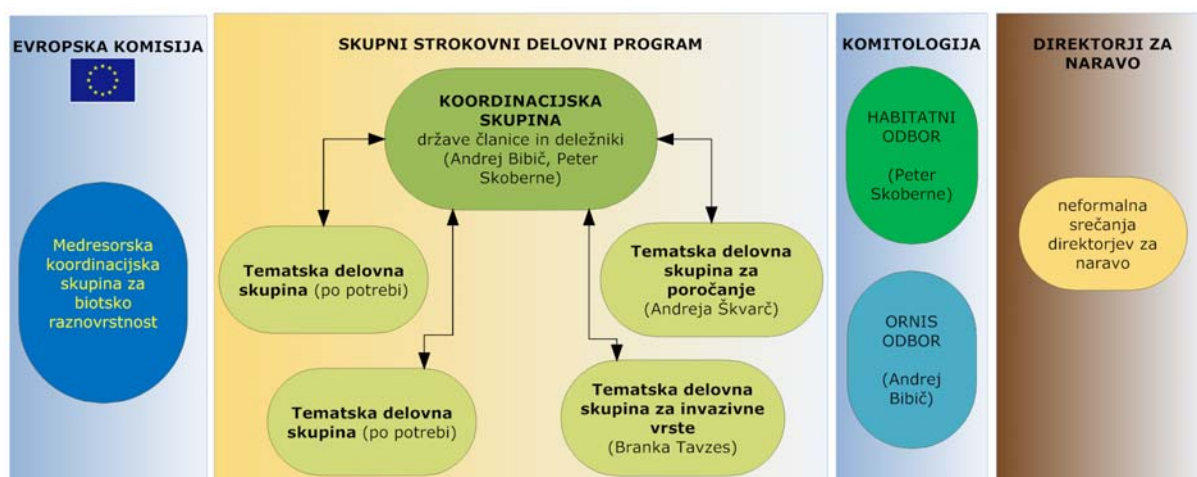 EVROPSKA KOMISIJA
Medresorska
koordinacijska
skupina za
biotsko
raznovrstnost
SKUPNI STROKOVNI DELOVNI PROGRAM
KOORDINACIJSKA
SKUPINA
države članice in deležniki
(Andrej Bibič, Peter
Skoberne)
Tematska delovna
skupina (po potrebi)
Tematska delovna
skupina za
poročanje
(Andreja Škvarč)
Tematska delovna
skupina (po potrebi)
Tematska delovna
skupina za invazivne
vrste
(Branka Tavzes)
KOMITOLOGIJA
HABITATNI
ODBOR
(Peter
Skoberne)
ORNIS
ODBOR
(Andrej
Bibič)
DIREKTORJI ZA
NARAVO
neformalna
srečanja
direktorjev za
naravo